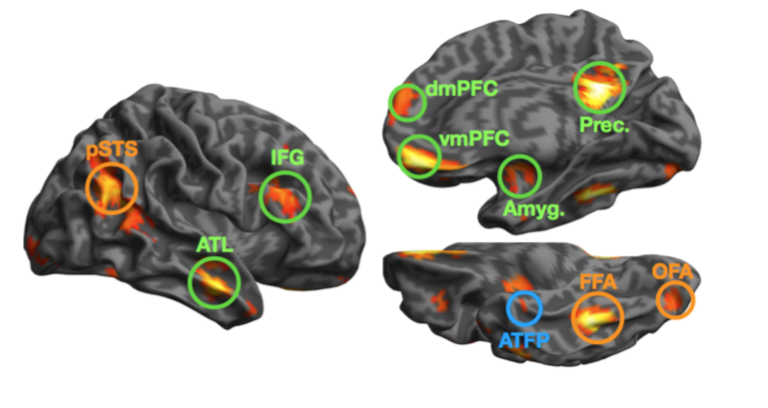 pSTS
IFG
ATL
dmPFC
vmPFC
Prec.
Amyg.
FFA
OFA
ATFP